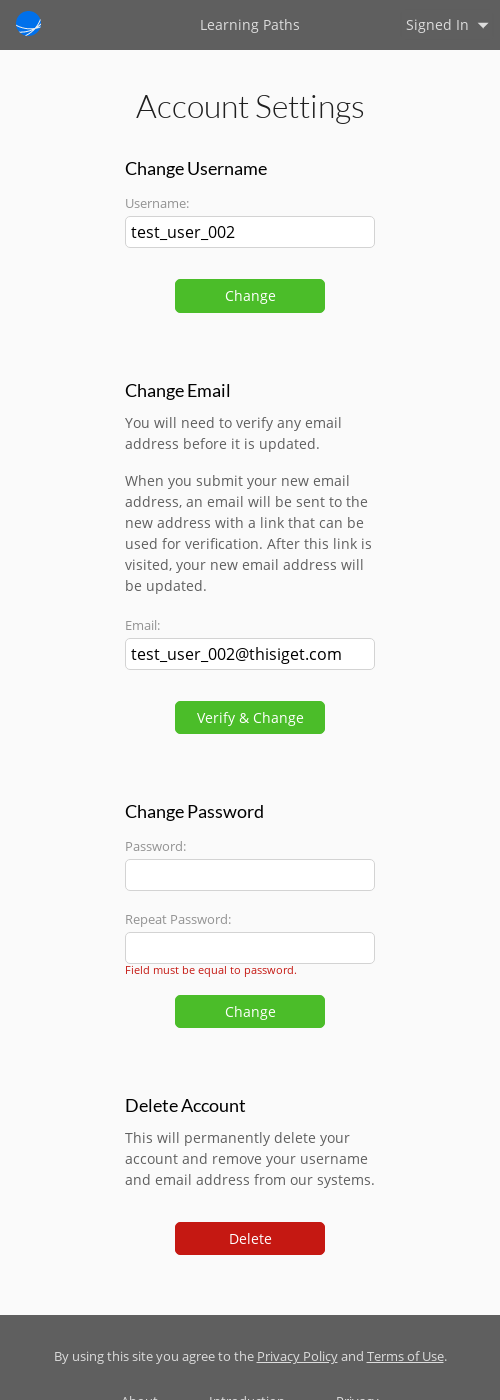 Learning Paths
Signed In
Account Settings
Change Username
Username:
test_user_002
Change
Change Email
You will need to verify any email
address before it is updated.
When you submit your new email
address, an email will be sent to the
new address with a link that can be
used for verification. After this link is
visited, your new email address will
be updated.
Email:
test_user_002@thisiget.com
Verify & Change
Change Password
Password:
Repeat Password:
Field must be equal to password.
Change
Delete Account
This will permanently delete your
account and remove your username
and email address from our systems.
Delete
By using this site you agree to the Privacy Policy and Terms of Use.
About Introduction Privacy